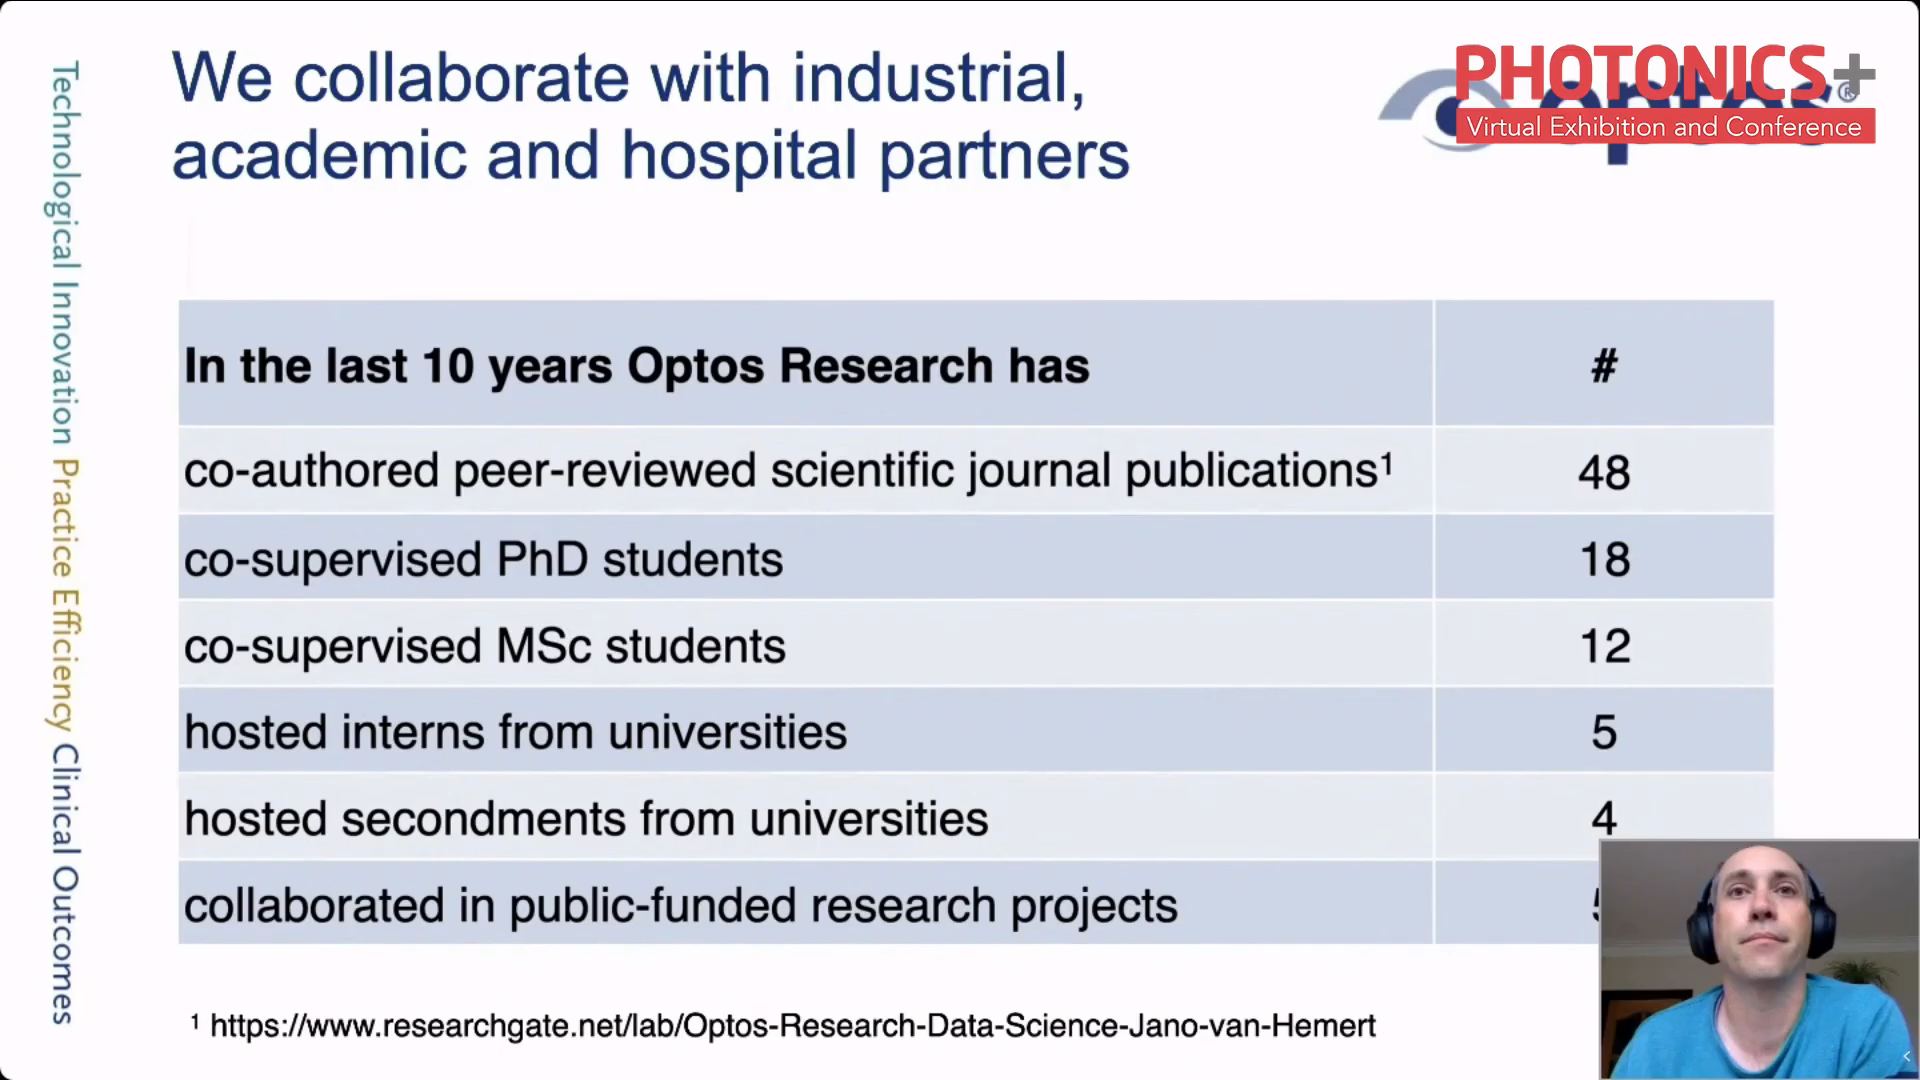 We collaborate with industrial,
academic and hospital partners
PHOTONICS+
Virtual Exhibition and Conference
optos®
Technological Innovation Practice Efficiency Clinical Outcomes
In the last 10 years Optos Research has #
co-authored peer-reviewed scientific journal publications¹ 48
co-supervised PhD students 18
co-supervised MSc students 12
hosted interns from universities 5
hosted secondments from universities 4
collaborated in public-funded research projects
¹ https://www.researchgate.net/lab/Optos-Research-Data-Science-Jano-van-Hemert